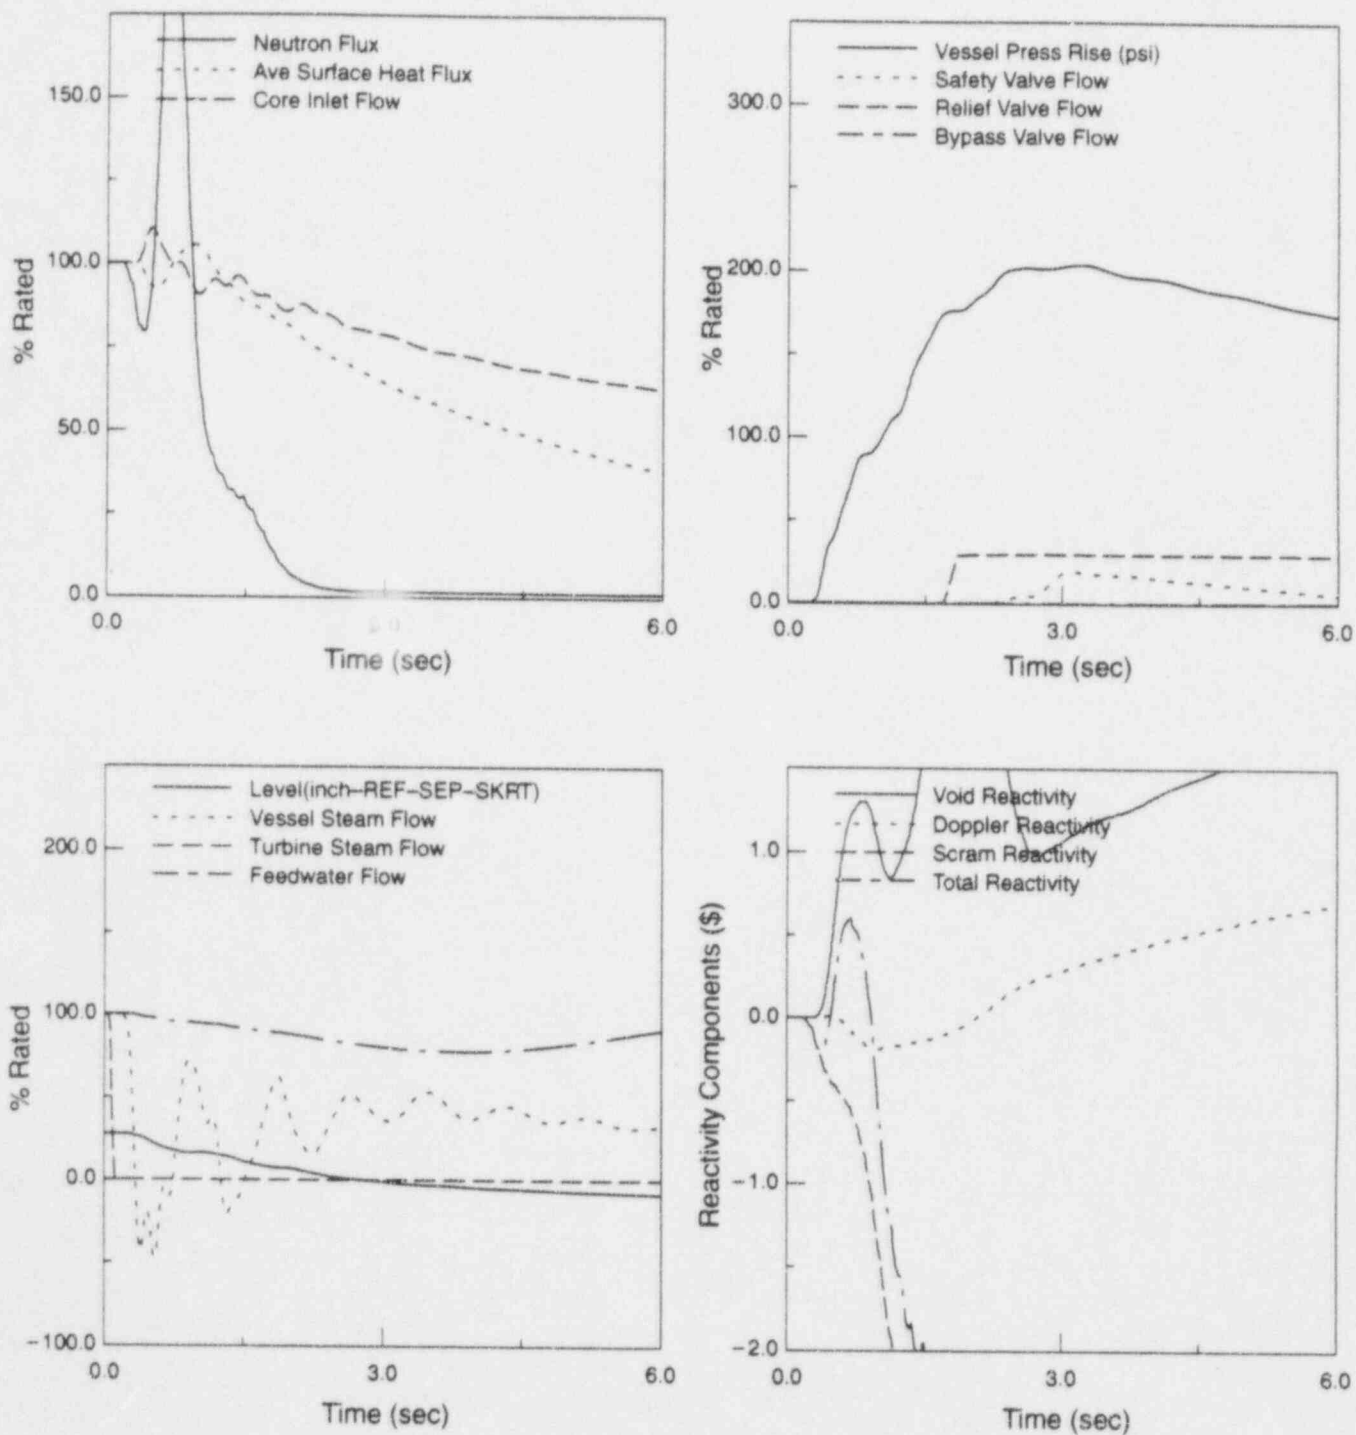 Neutron Flux
Ave Surface Heat Flux
Core Inlet Flow
150.0
100.0
50.0
0.0
% Rated
0.0
6.0
Time (sec)
Vessel Press Rise (psi)
Safety Valve Flow
Relief Valve Flow
Bypass Valve Flow
300.0
200.0
100.0
0.0
% Rated
0.0
3.0
6.0
Time (sec)
Level(inch-REF-SEP-SKRT)
Vessel Steam Flow
Turbine Steam Flow
Feedwater Flow
200.0
100.0
0.0
-100.0
% Rated
0.0
3.0
6.0
Time (sec)
Void Reactivity
Doppler Reactivity
Scram Reactivity
Total Reactivity
1.0
0.0
-1.0
-2.0
Reactivity Components ($)
0.0
3.0
6.0
Time (sec)